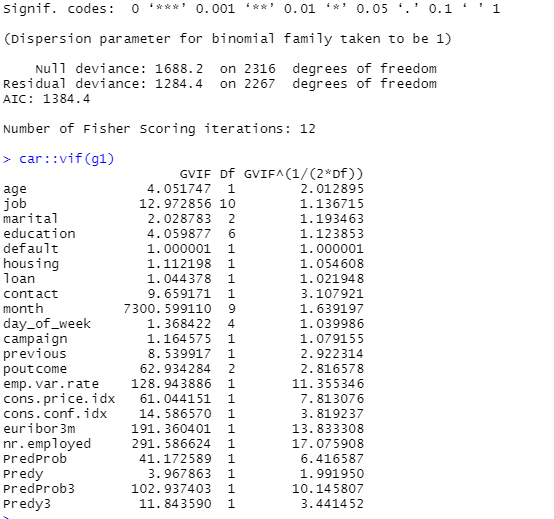 Signif. codes:  0 ‘***’ 0.001 ‘**’ 0.01 ‘*’ 0.05 ‘.’ 0.1 ‘ ’ 1
(Dispersion parameter for binomial family taken to be 1)
    Null deviance: 1688.2  on 2316  degrees of freedom
Residual deviance: 1284.4  on 2267  degrees of freedom
AIC: 1384.4
Number of Fisher Scoring iterations: 12
> car::vif(g1)
                      GVIF Df GVIF^(1/(2*Df))
age               4.051747  1        2.012895
job              12.972856 10        1.136715
marital           2.028783  2        1.193463
education         4.059877  6        1.123853
default           1.000001  1        1.000001
housing           1.112198  1        1.054608
loan              1.044378  1        1.021948
contact           9.659171  1        3.107921
month          7300.599110  9        1.639197
day_of_week       1.368422  4        1.039986
campaign          1.164575  1        1.079155
previous          8.539917  1        2.922314
poutcome         62.934284  2        2.816578
emp.var.rate    128.943886  1       11.355346
cons.price.idx   61.044151  1        7.813076
cons.conf.idx    14.586570  1        3.819237
euribor3m       191.360401  1       13.833308
nr.employed     291.586624  1       17.075908
PredProb         41.172589  1        6.416587
Predy             3.967863  1        1.991950
PredProb3       102.937403  1       10.145807
Predy3           11.843590  1        3.441452
>